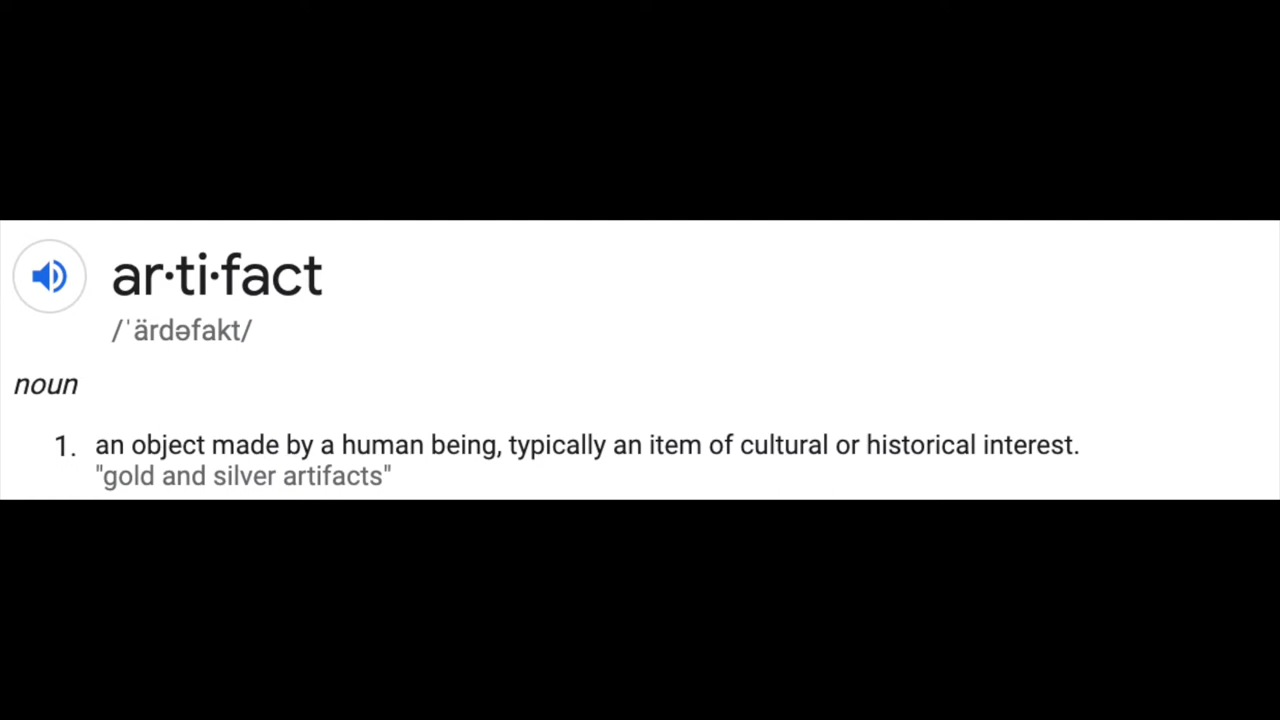 ar·ti·fact
/ˈärdəfakt/
noun
1. an object made by a human being, typically an item of cultural or historical interest.
"gold and silver artifacts"